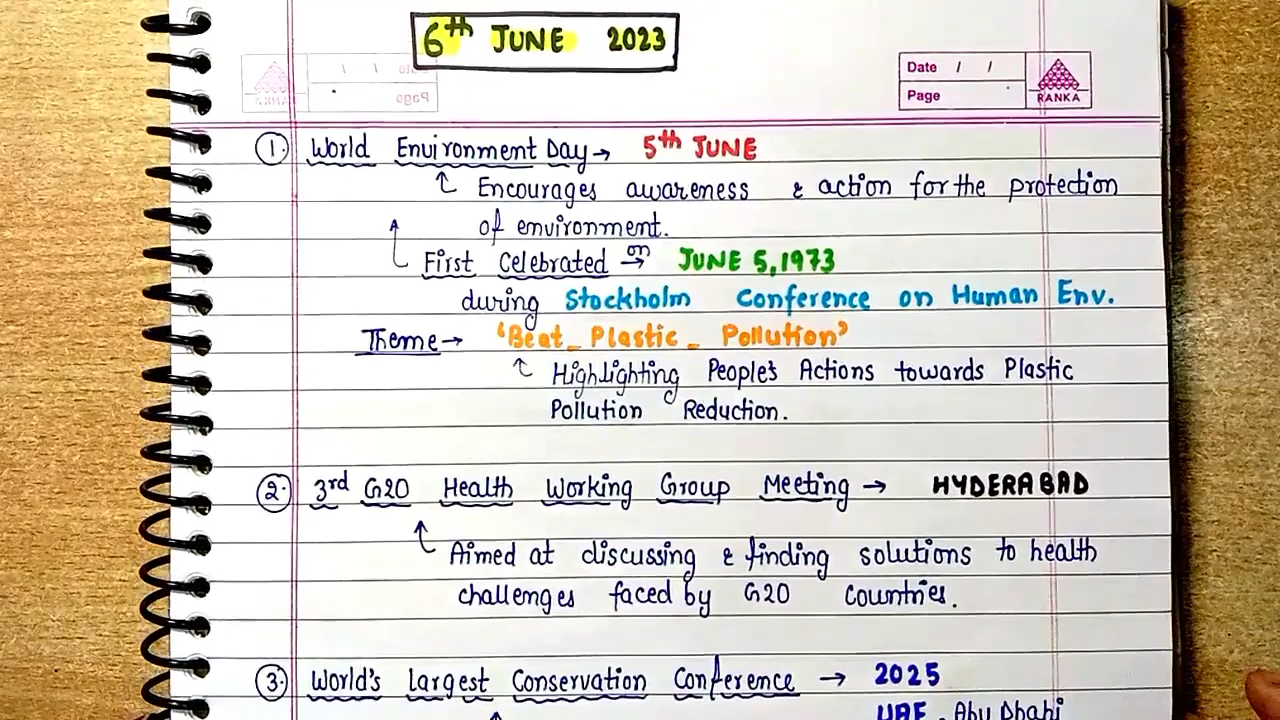 6th JUNE 2023
Date / /
Page
RANKA
1. World Environment Day → 5th JUNE
Encourages awareness & action for the protection
of environment.
First Celebrated on → JUNE 5, 1973
during Stockholm Conference on Human Env.
Theme → 'Beat_Plastic_Pollution'
Highlighting People's Actions towards Plastic
Pollution Reduction.
2. 3rd G20 Health Working Group Meeting → HYDERABAD
Aimed at discussing & finding solutions to health
challenges faced by G20 Countries.
3. World's Largest Conservation Conference → 2025
UAE, Abu Dhabi